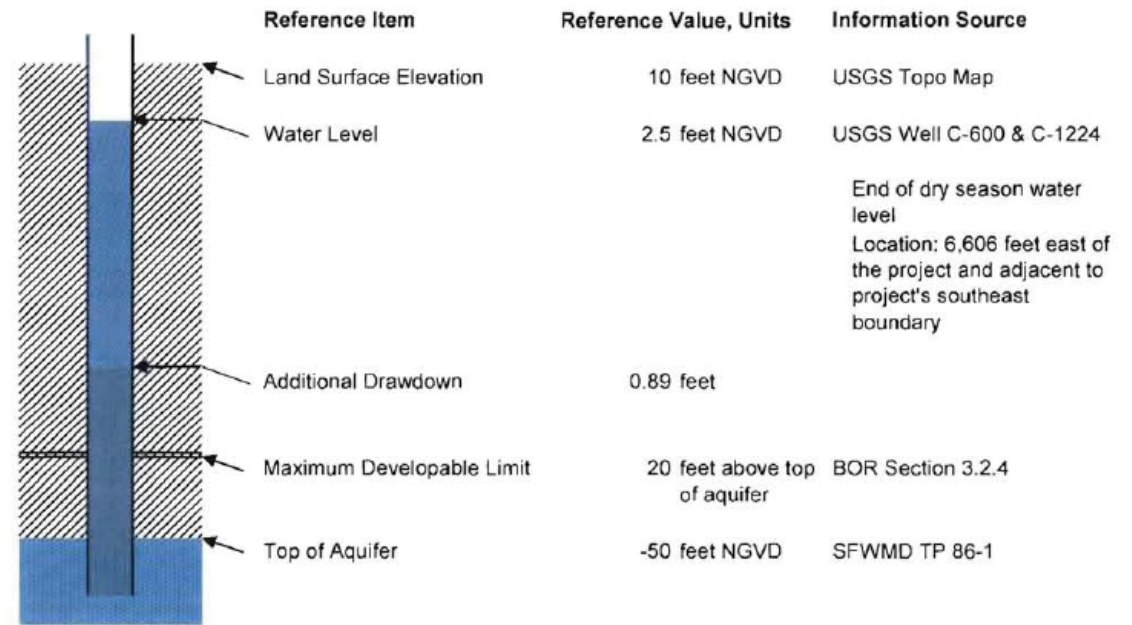 Reference Item Reference Value, Units Information Source
Land Surface Elevation 10 feet NGVD USGS Topo Map
Water Level 2.5 feet NGVD USGS Well C-600 & C-1224
End of dry season water
level
Location: 6,606 feet east of
the project and adjacent to
project's southeast
boundary
Additional Drawdown 0.89 feet
Maximum Developable Limit 20 feet above top BOR Section 3.2.4
of aquifer
Top of Aquifer -50 feet NGVD SFWMD TP 86-1